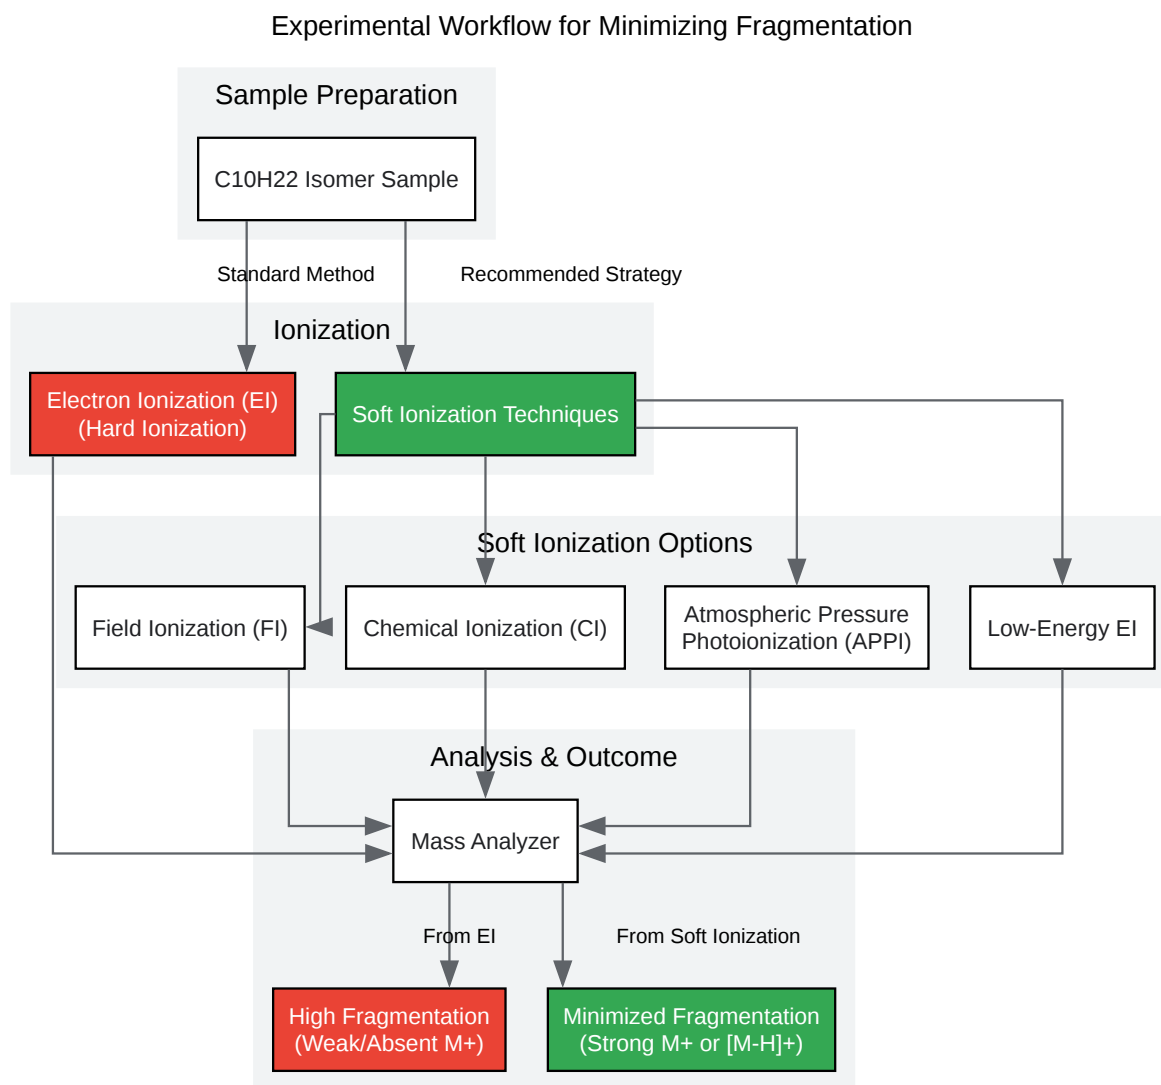 Experimental Workflow for Minimizing Fragmentation
Sample Preparation
C10H22 Isomer Sample
Standard Method
Recommended Strategy
Ionization
Electron Ionization (EI)
(Hard Ionization)
Soft Ionization Techniques
Soft Ionization Options
Field Ionization (FI)
Chemical Ionization (CI)
Atmospheric Pressure
Photoionization (APPI)
Low-Energy EI
Analysis & Outcome
Mass Analyzer
From EI
From Soft Ionization
High Fragmentation
(Weak/Absent M+)
Minimized Fragmentation
(Strong M+ or [M-H]+)